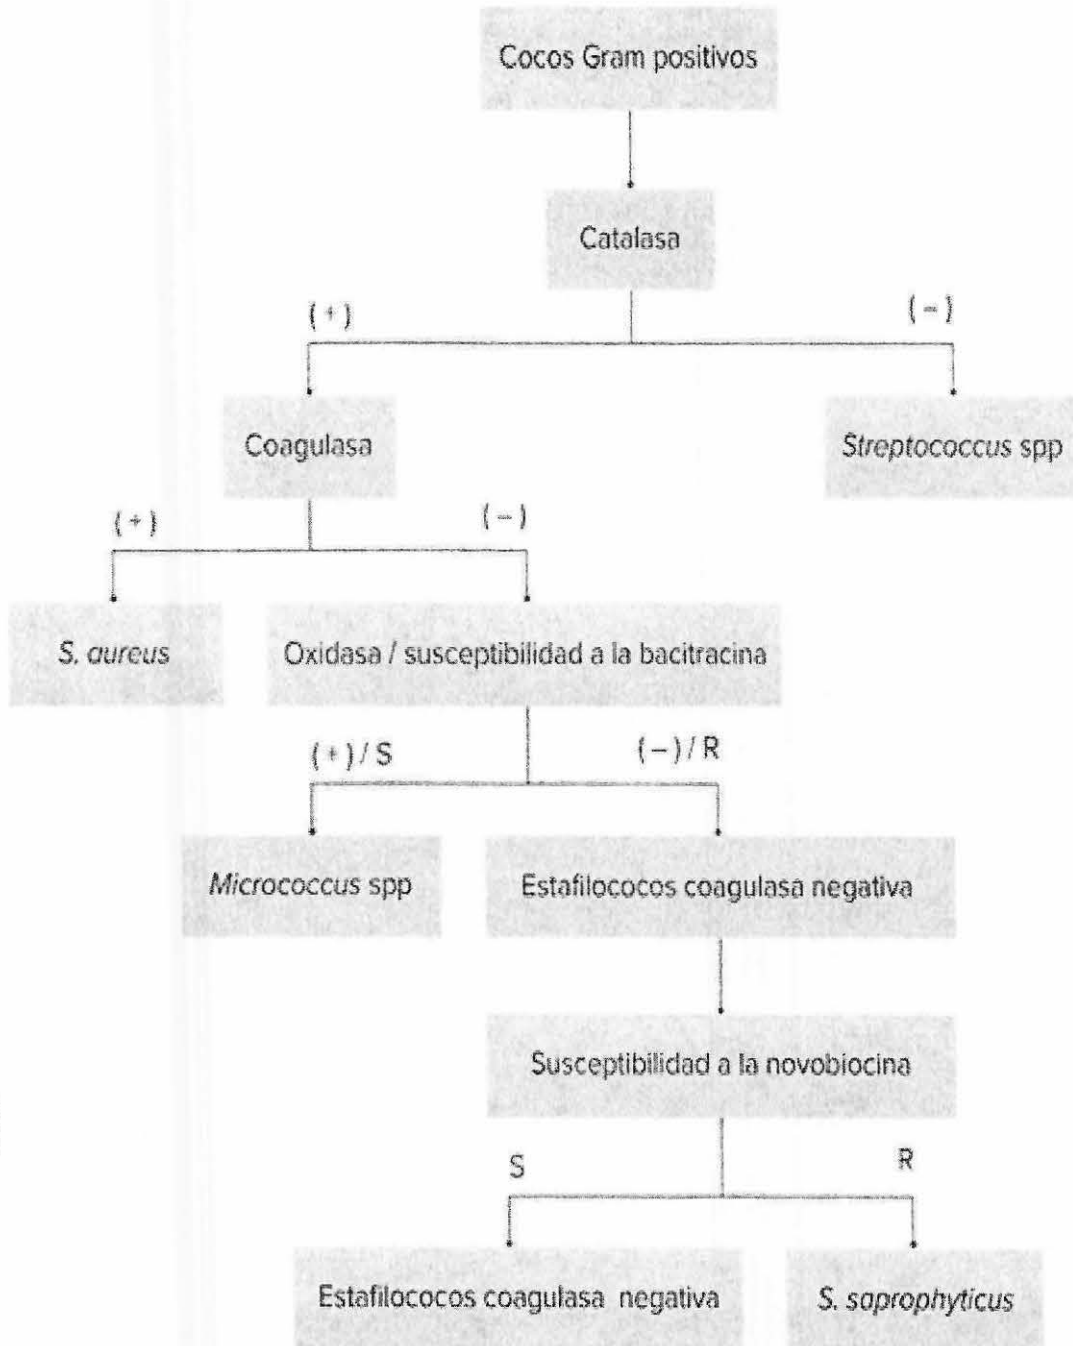 Cocos Gram positivos
Catalasa
(+)
(-)
Coagulasa
Streptococcus spp
(+)
(-)
S. aureus
Oxidasa / susceptibilidad a la bacitracina
(+)/ S
(-)/ R
Micrococcus spp
Estafilococos coagulasa negativa
Susceptibilidad a la novobiocina
S
R
Estafilococos coagulasa negativa
S. saprophyticus